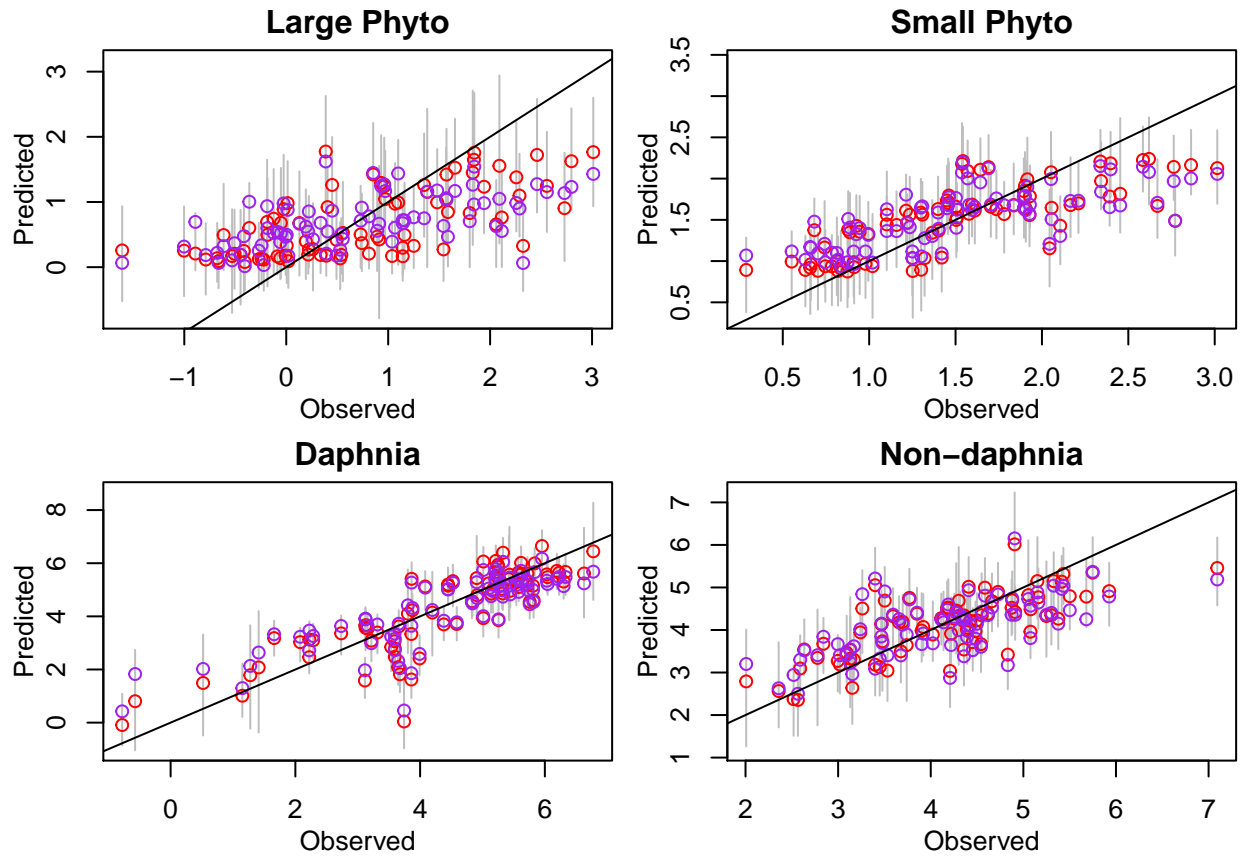 Large Phyto
Predicted
3
2
1
0
−1 0 1 2 3
Observed
Small Phyto
Predicted
3.5
2.5
1.5
0.5
0.5 1.0 1.5 2.0 2.5 3.0
Observed
Daphnia
Predicted
8
6
4
2
0
0 2 4 6
Observed
Non−daphnia
Predicted
7
6
5
4
3
2
1
2 3 4 5 6 7
Observed